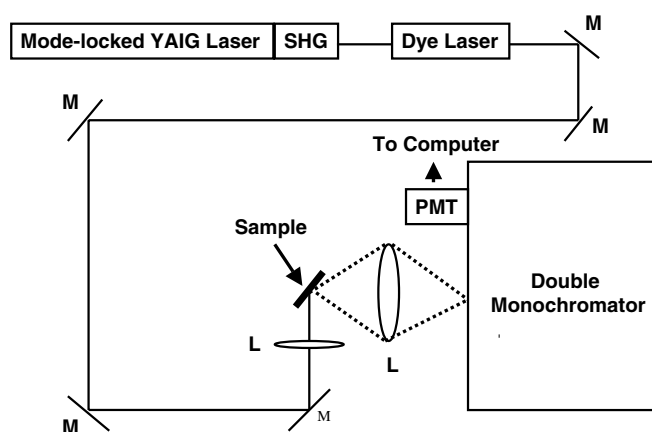 M
Mode-locked YAIG Laser
SHG
Dye Laser
M
M
To Computer
PMT
Sample
Double
Monochromator
L
L
M
M